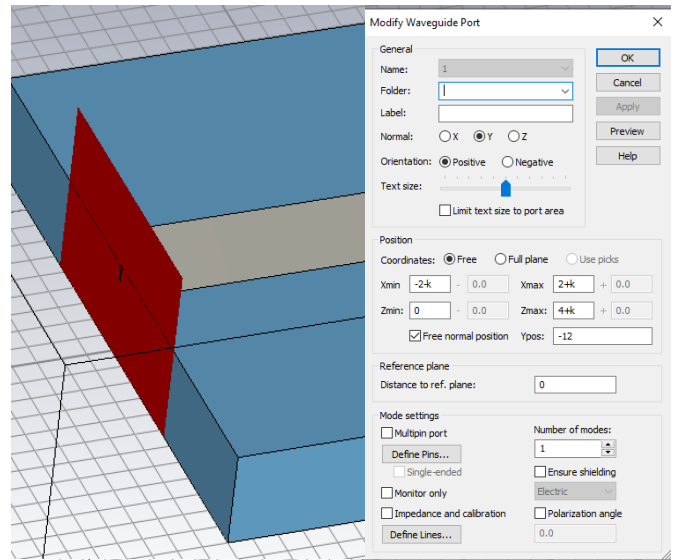 Modify Waveguide Port
General
Name: 1
Folder:
Label:
Normal: X Y Z
Orientation: Positive Negative
Text size:
Limit text size to port area
OK
Cancel
Apply
Preview
Help
Position
Coordinates: Free Full plane Use picks
Xmin -2-k - 0.0 Xmax 2+k + 0.0
Zmin: 0 - 0.0 Zmax: 4+k + 0.0
Free normal position Ypos: -12
Reference plane
Distance to ref. plane: 0
Mode settings
Multipin port
Define Pins...
Single-ended
Monitor only
Impedance and calibration
Define Lines...
Number of modes:
1
Ensure shielding
Electric
Polarization angle
0.0